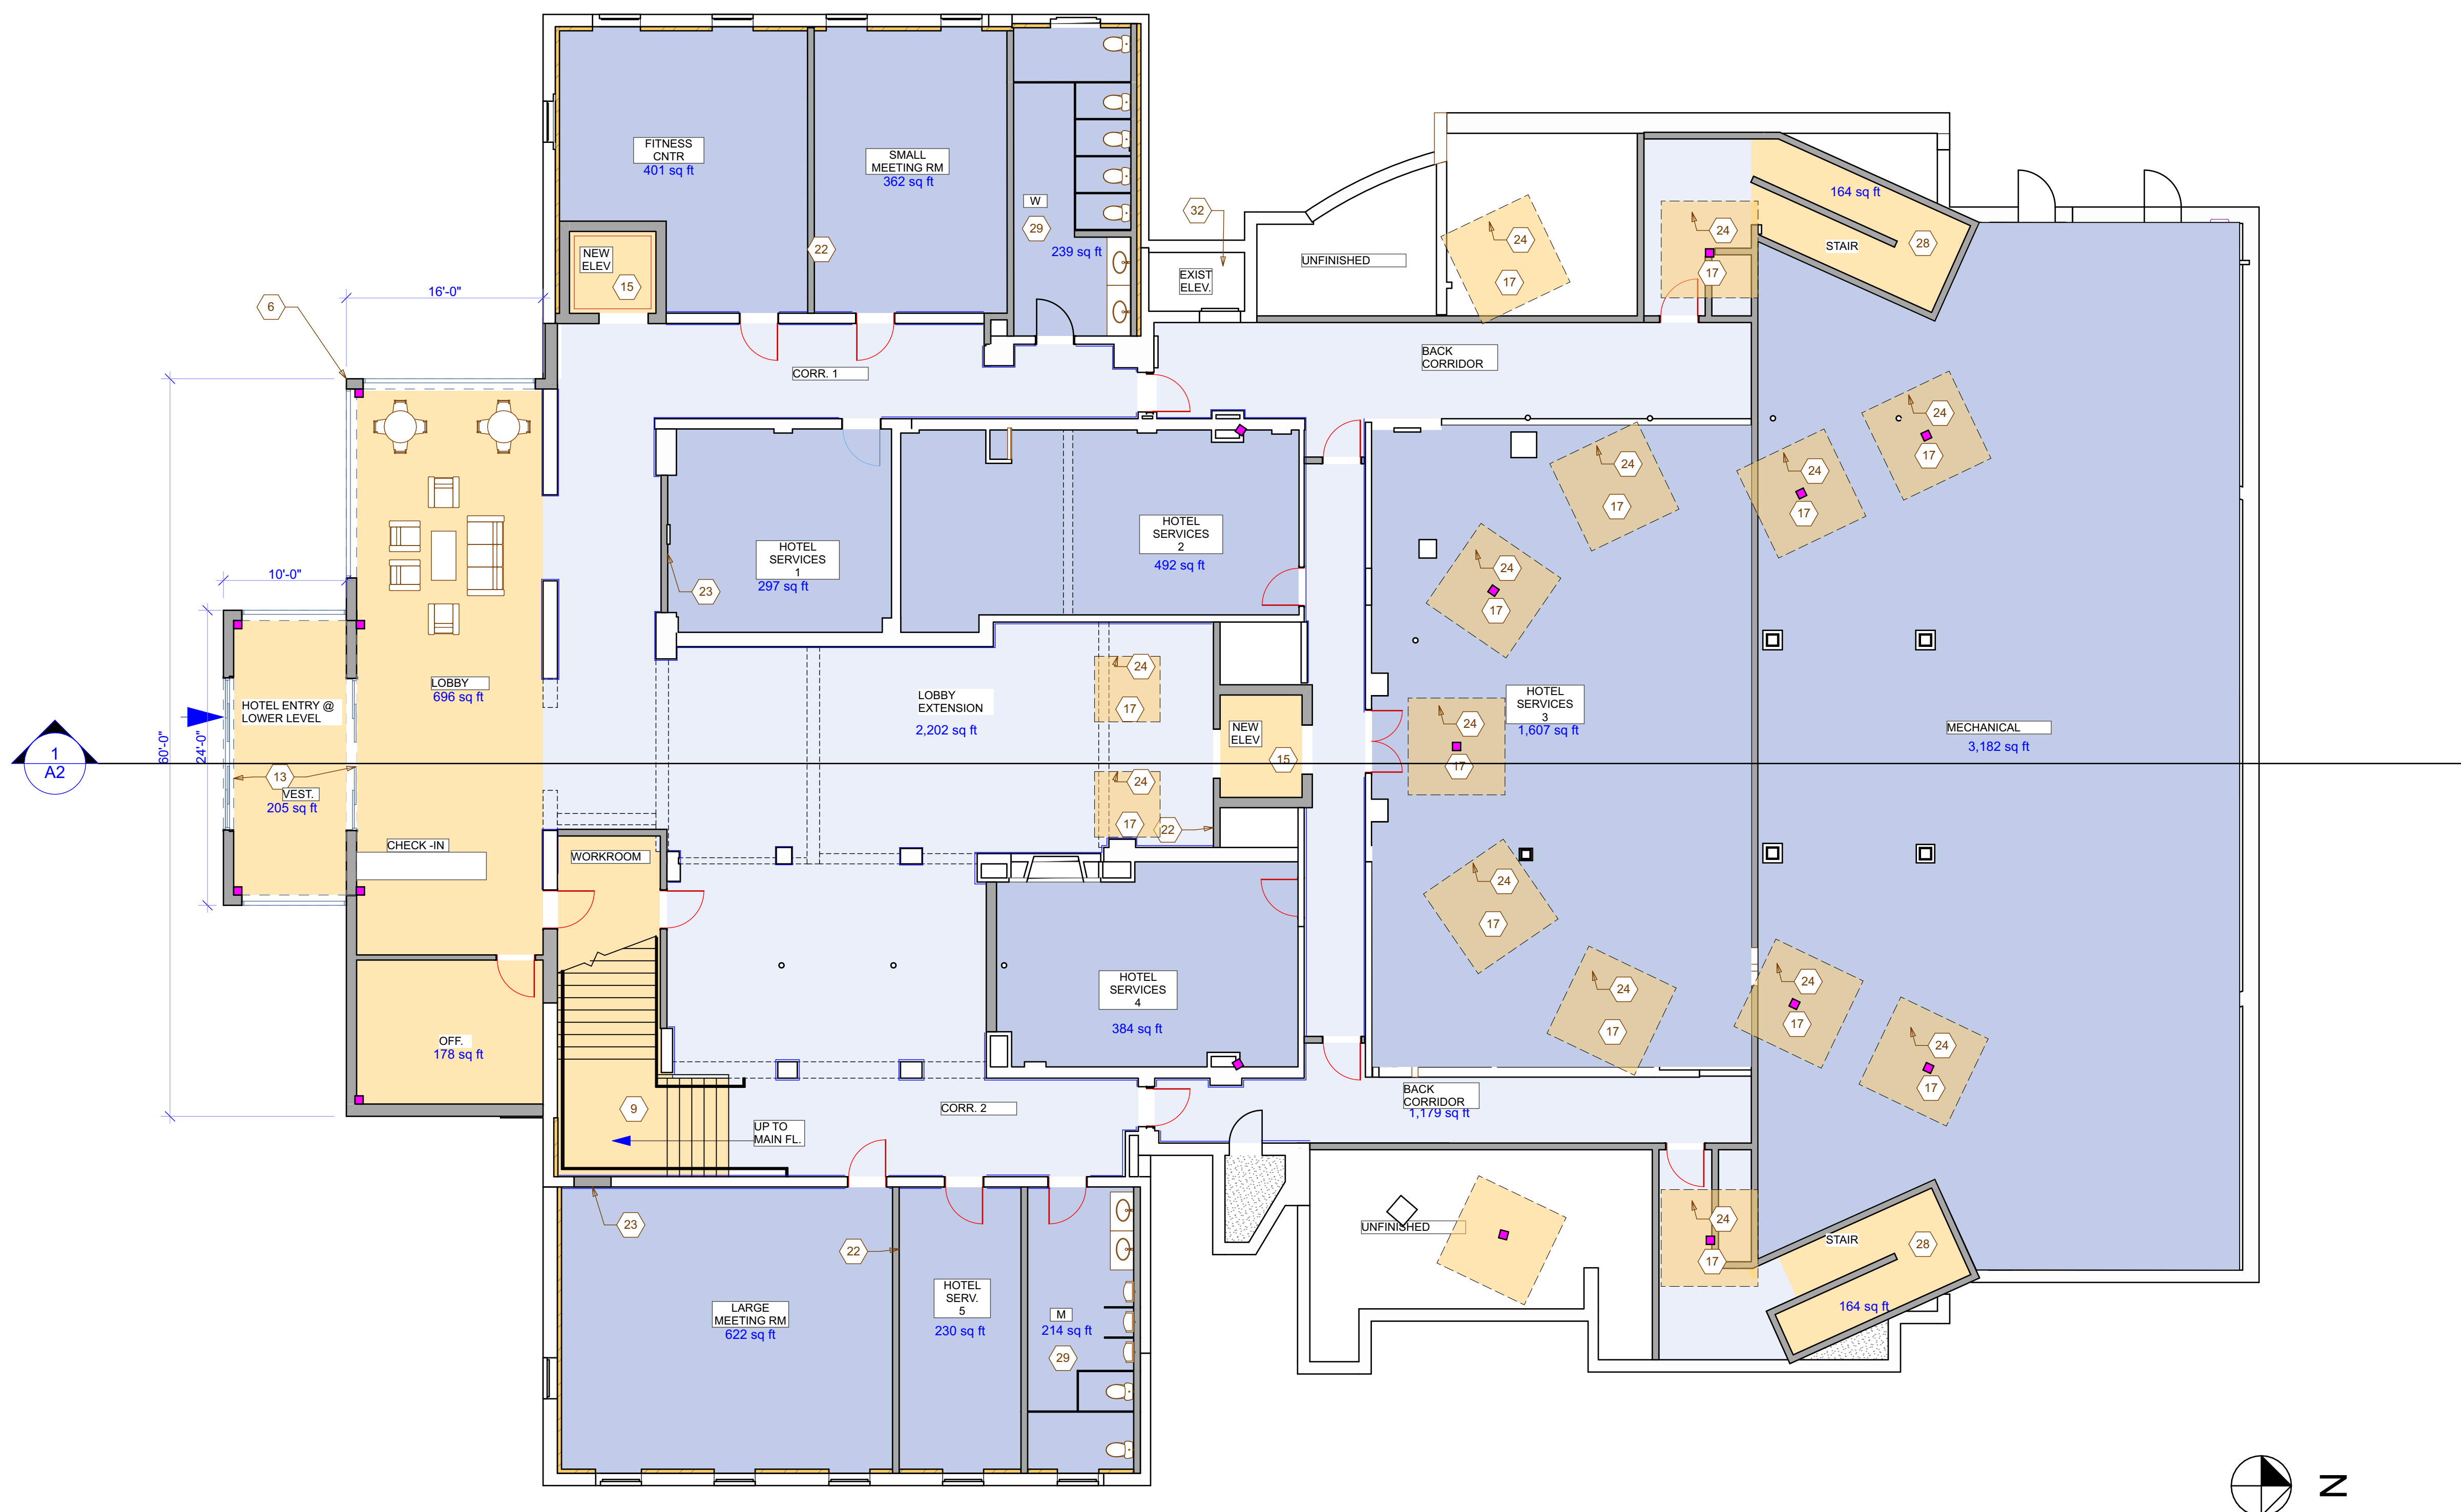 FITNESS
CNTR
401 sq ft
SMALL
MEETING RM
362 sq ft
W
29
239 sq ft
22
NEW
ELEV
15
32
EXIST
ELEV.
UNFINISHED
24
17
24
17
164 sq ft
STAIR
28
16'-0"
6
CORR. 1
BACK
CORRIDOR
24
17
24
17
24
17
24
17
HOTEL
SERVICES
1
297 sq ft
23
HOTEL
SERVICES
2
492 sq ft
10'-0"
60'-0"
24'-0"
LOBBY
696 sq ft
HOTEL ENTRY @
LOWER LEVEL
1
A2
13
VEST.
205 sq ft
CHECK -IN
WORKROOM
LOBBY
EXTENSION
2,202 sq ft
24
17
24
17
22
NEW
ELEV
15
24
17
HOTEL
SERVICES
3
1,607 sq ft
MECHANICAL
3,182 sq ft
24
17
24
17
24
17
24
17
OFF.
178 sq ft
HOTEL
SERVICES
4
384 sq ft
9
UP TO
MAIN FL.
CORR. 2
BACK
CORRIDOR
1,179 sq ft
23
22
LARGE
MEETING RM
622 sq ft
HOTEL
SERV.
5
230 sq ft
M
214 sq ft
29
UNFINISHED
24
17
STAIR
28
164 sq ft
N